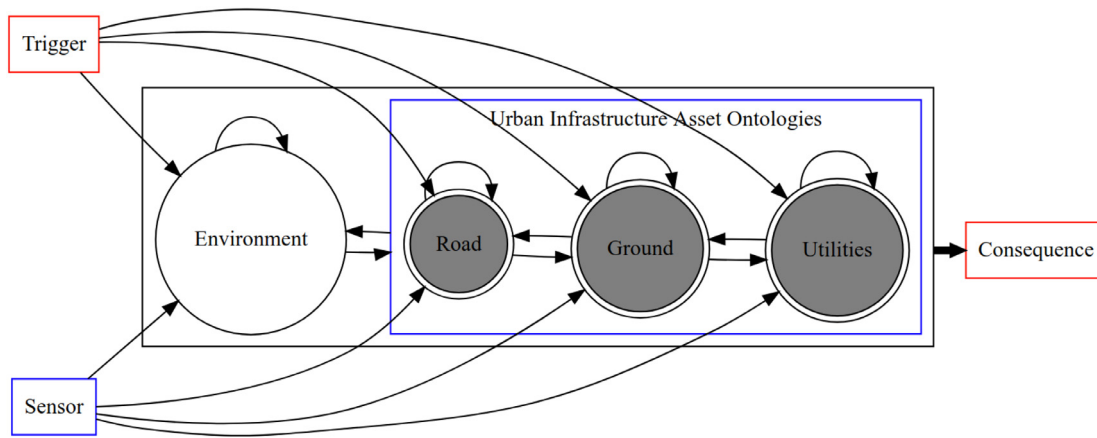 Trigger
Urban Infrastructure Asset Ontologies
Environment
Road
Ground
Utilities
Consequence
Sensor